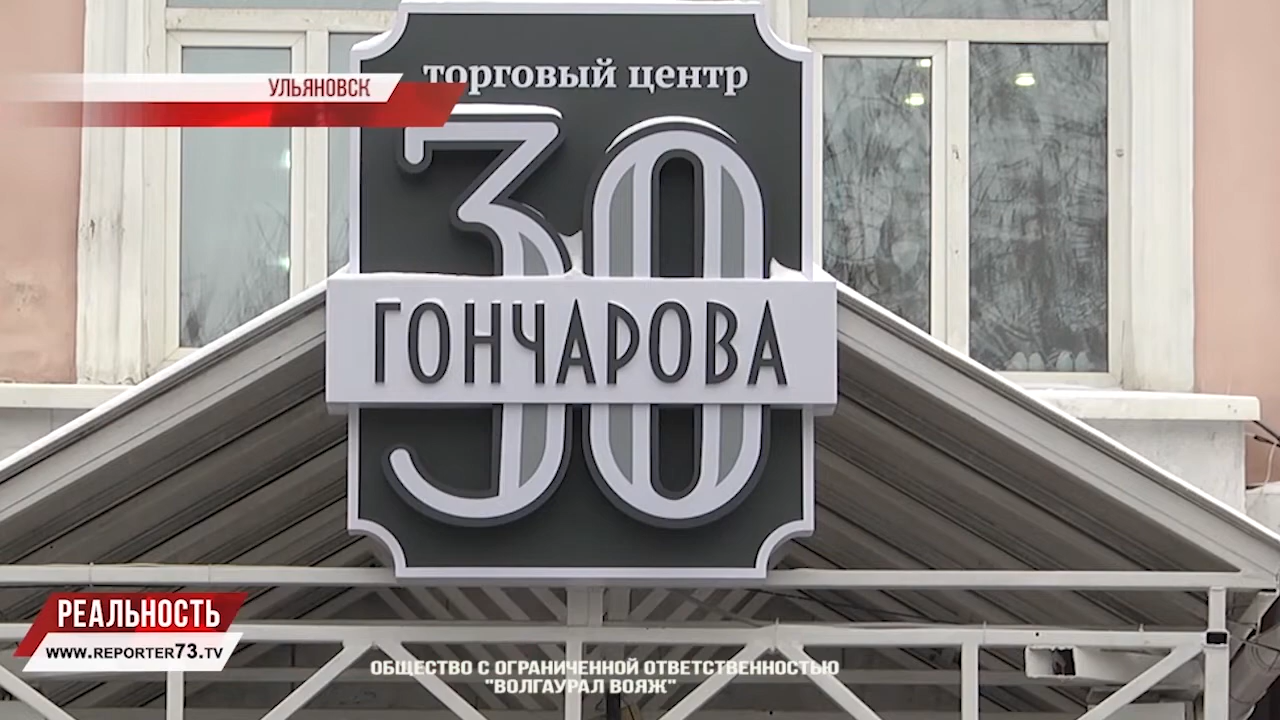 УЛЬЯНОВСК
торговый центр
30
ГОНЧАРОВА
РЕАЛЬНОСТЬ
WWW.REPORTER73.TV
ОБЩЕСТВО С ОГРАНИЧЕННОЙ ОТВЕТСТВЕННОСТЬЮ
"ВОЛГАУРАЛ ВОЯЖ"